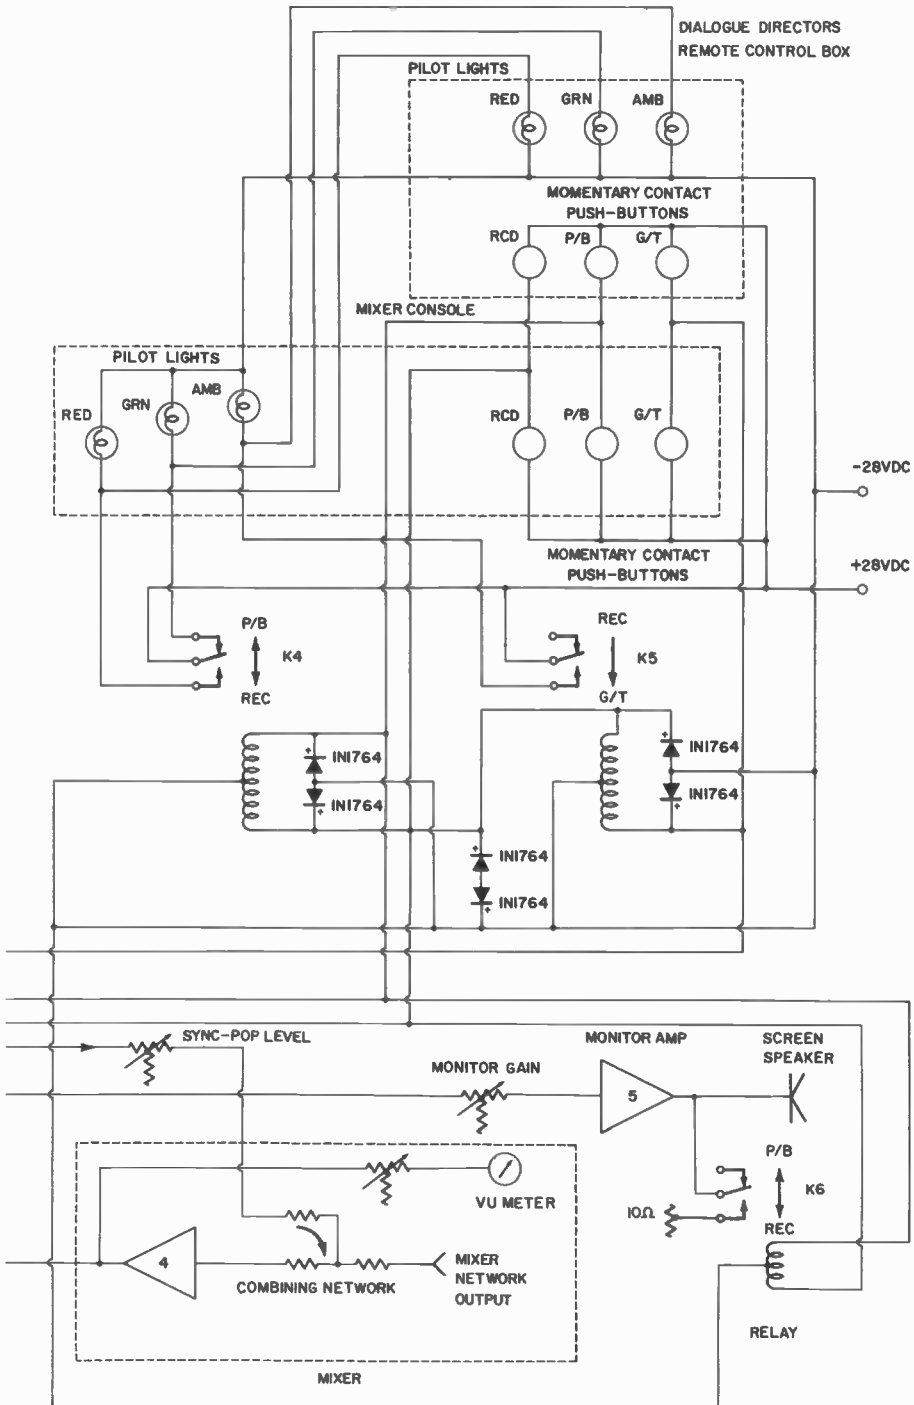 DIALOGUE DIRECTORS
REMOTE CONTROL BOX
PILOT LIGHTS
RED
GRN
AMB
MOMENTARY CONTACT
PUSH-BUTTONS
RCD
P/B
G/T
MIXER CONSOLE
PILOT LIGHTS
RED
GRN
AMB
RCD
P/B
G/T
-28VDC
MOMENTARY CONTACT
PUSH-BUTTONS
+28VDC
P/B
K4
REC
REC
K5
G/T
+
IN1764
IN1764
+
+
IN1764
IN1764
+
+
IN1764
IN1764
+
SYNC-POP LEVEL
MONITOR GAIN
MONITOR AMP
5
SCREEN
SPEAKER
P/B
K6
REC
10Ω
VU METER
4
COMBINING NETWORK
MIXER
NETWORK
OUTPUT
RELAY
MIXER